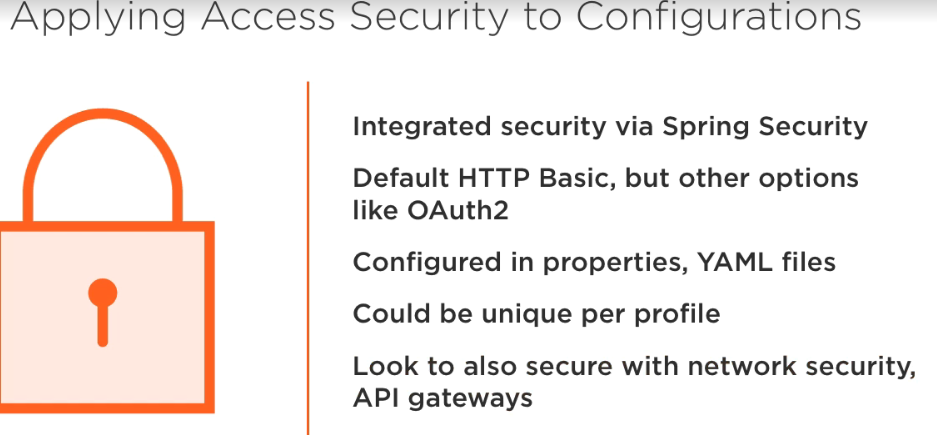 Applying Access Security to Configurations
Integrated security via Spring Security
Default HTTP Basic, but other options
like OAuth2
Configured in properties, YAML files
Could be unique per profile
Look to also secure with network security,
API gateways